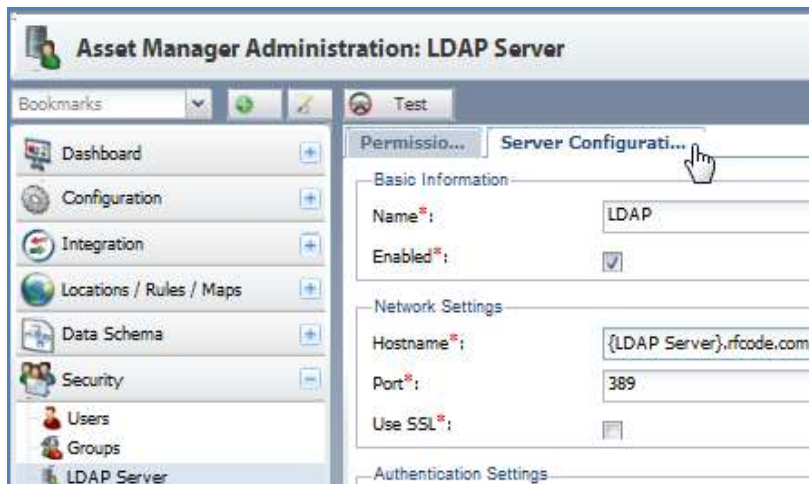 Asset Manager Administration: LDAP Server
Bookmarks
Test
Dashboard
Configuration
Integration
Locations / Rules / Maps
Data Schema
Security
Users
Groups
LDAP Server
Permissio...
Server Configurati...
Basic Information
Name*:
LDAP
Enabled*:
Network Settings
Hostname*:
{LDAP Server}.rfcode.com
Port*:
389
Use SSL*:
Authentication Settings